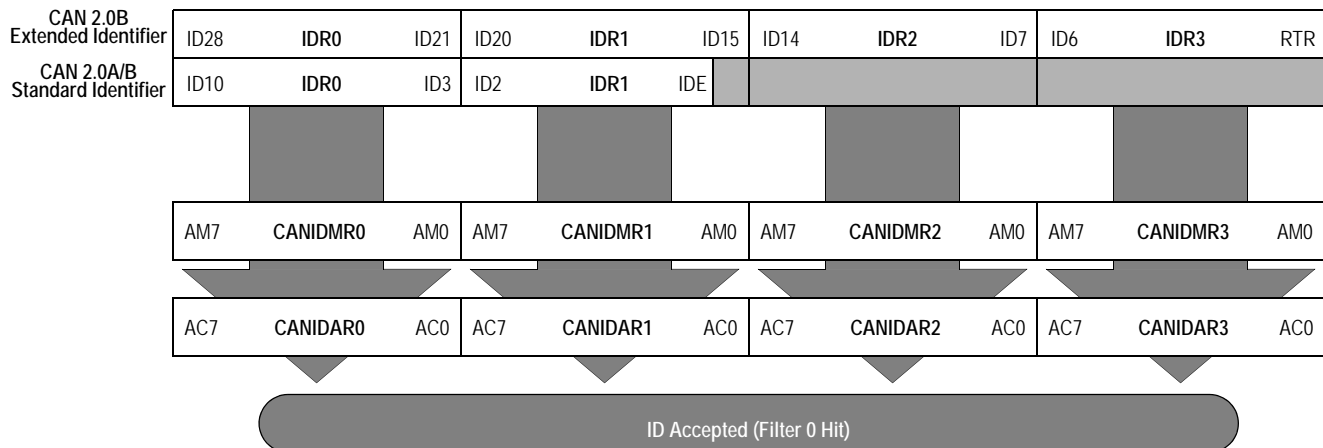 CAN 2.0B
Extended Identifier ID28 IDR0 ID21 ID20 IDR1 ID15 ID14 IDR2 ID7 ID6 IDR3 RTR
CAN 2.0A/B
Standard Identifier ID10 IDR0 ID3 ID2 IDR1 IDE
AM7 CANIDMR0 AM0 AM7 CANIDMR1 AM0 AM7 CANIDMR2 AM0 AM7 CANIDMR3 AM0
AC7 CANIDAR0 AC0 AC7 CANIDAR1 AC0 AC7 CANIDAR2 AC0 AC7 CANIDAR3 AC0
ID Accepted (Filter 0 Hit)